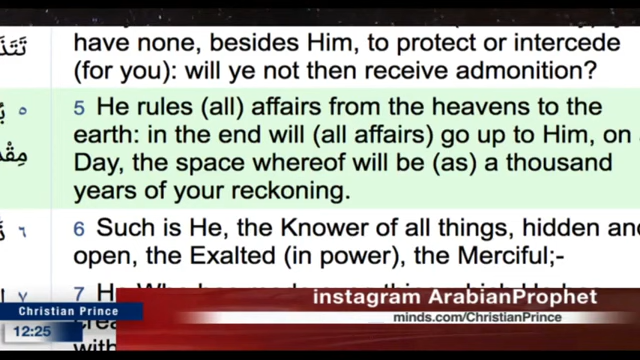 have none, besides Him, to protect or intercede
(for you): will ye not then receive admonition?
٥ 5 He rules (all) affairs from the heavens to the
earth: in the end will (all affairs) go up to Him, on
Day, the space whereof will be (as) a thousand
years of your reckoning.
٦ 6 Such is He, the Knower of all things, hidden and
open, the Exalted (in power), the Merciful;-
٧ 7
instagram ArabianProphet
Christian Prince
minds.com/ChristianPrince
12:25